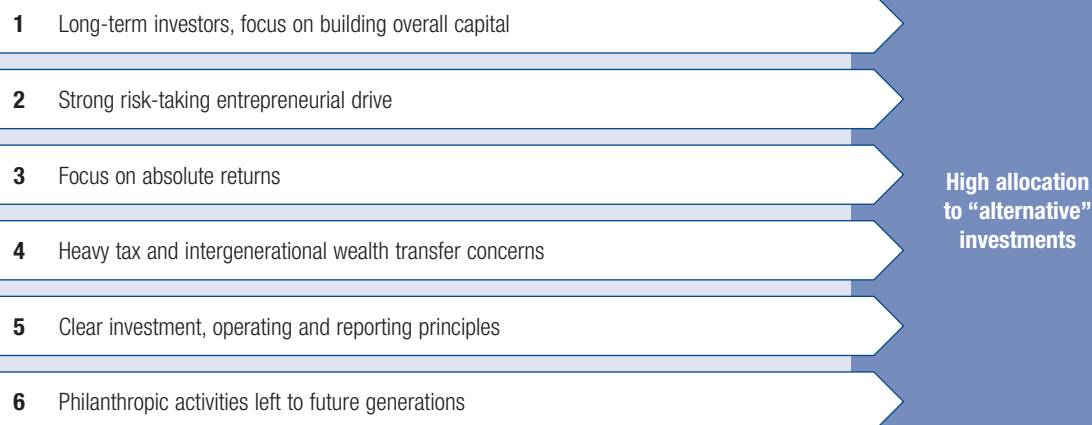 1 Long-term investors, focus on building overall capital
2 Strong risk-taking entrepreneurial drive
3 Focus on absolute returns
4 Heavy tax and intergenerational wealth transfer concerns
5 Clear investment, operating and reporting principles
6 Philanthropic activities left to future generations
High allocation
to “alternative”
investments